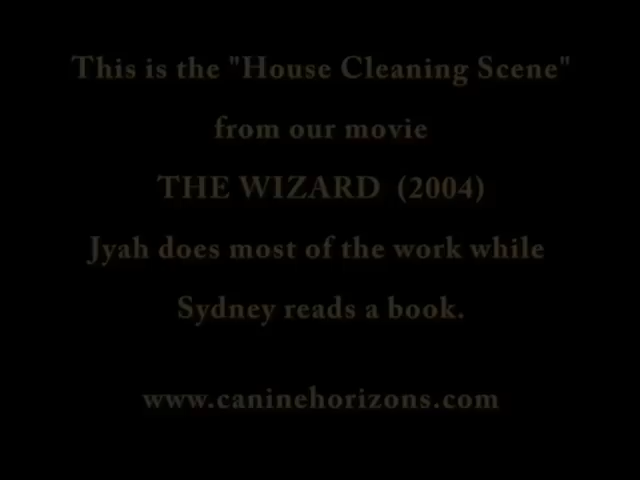 This is the "House Cleaning Scene"
from our movie
THE WIZARD (2004)
Jyah does most of the work while
Sydney reads a book.
www.caninehorizons.com